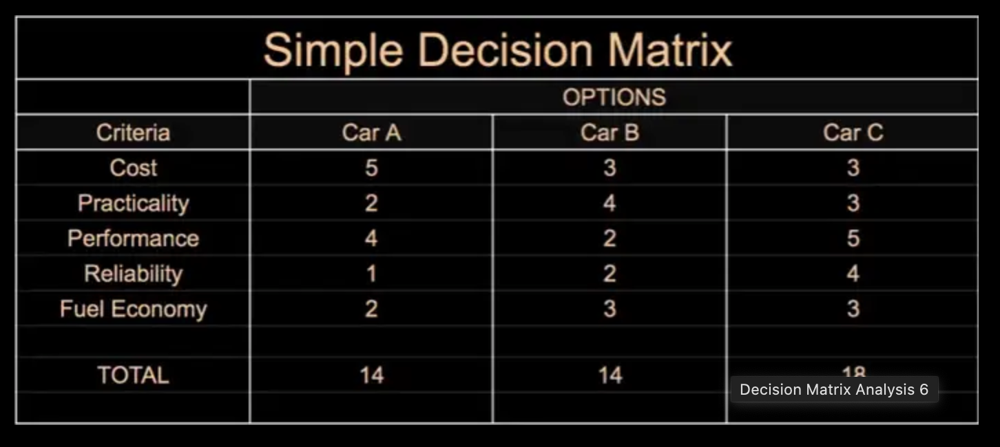 Simple Decision Matrix
OPTIONS
Criteria Car A Car B Car C
Cost 5 3 3
Practicality 2 4 3
Performance 4 2 5
Reliability 1 2 4
Fuel Economy 2 3 3
TOTAL 14 14 18
Decision Matrix Analysis 6